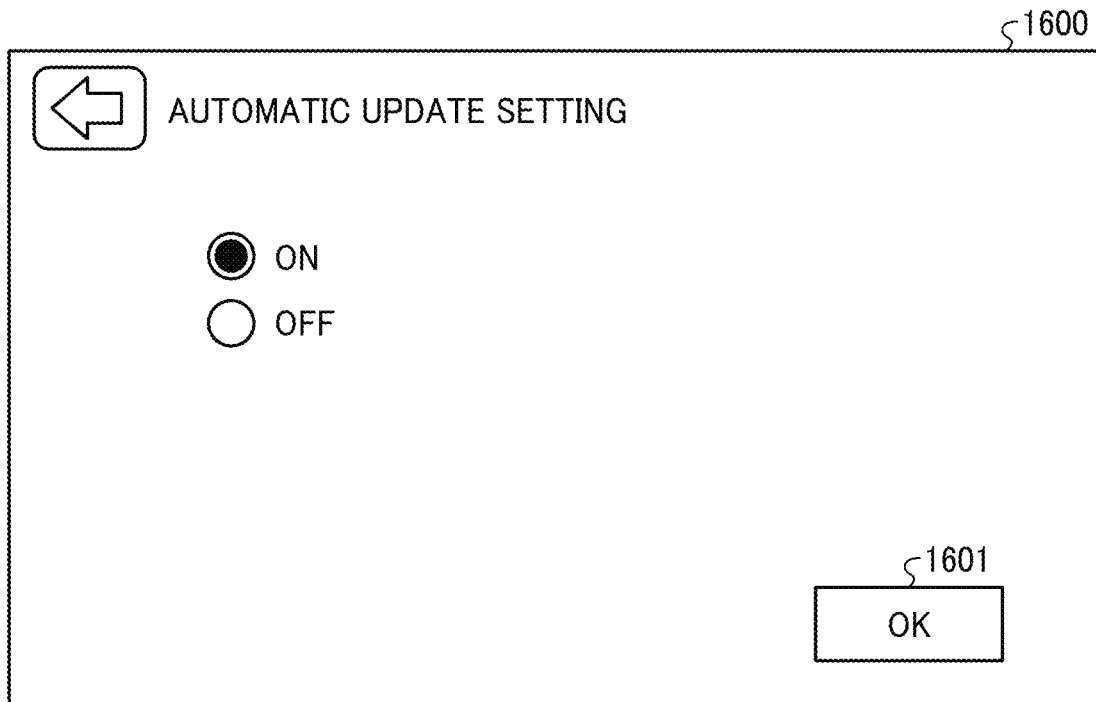 1600
AUTOMATIC UPDATE SETTING
ON
OFF
1601
OK